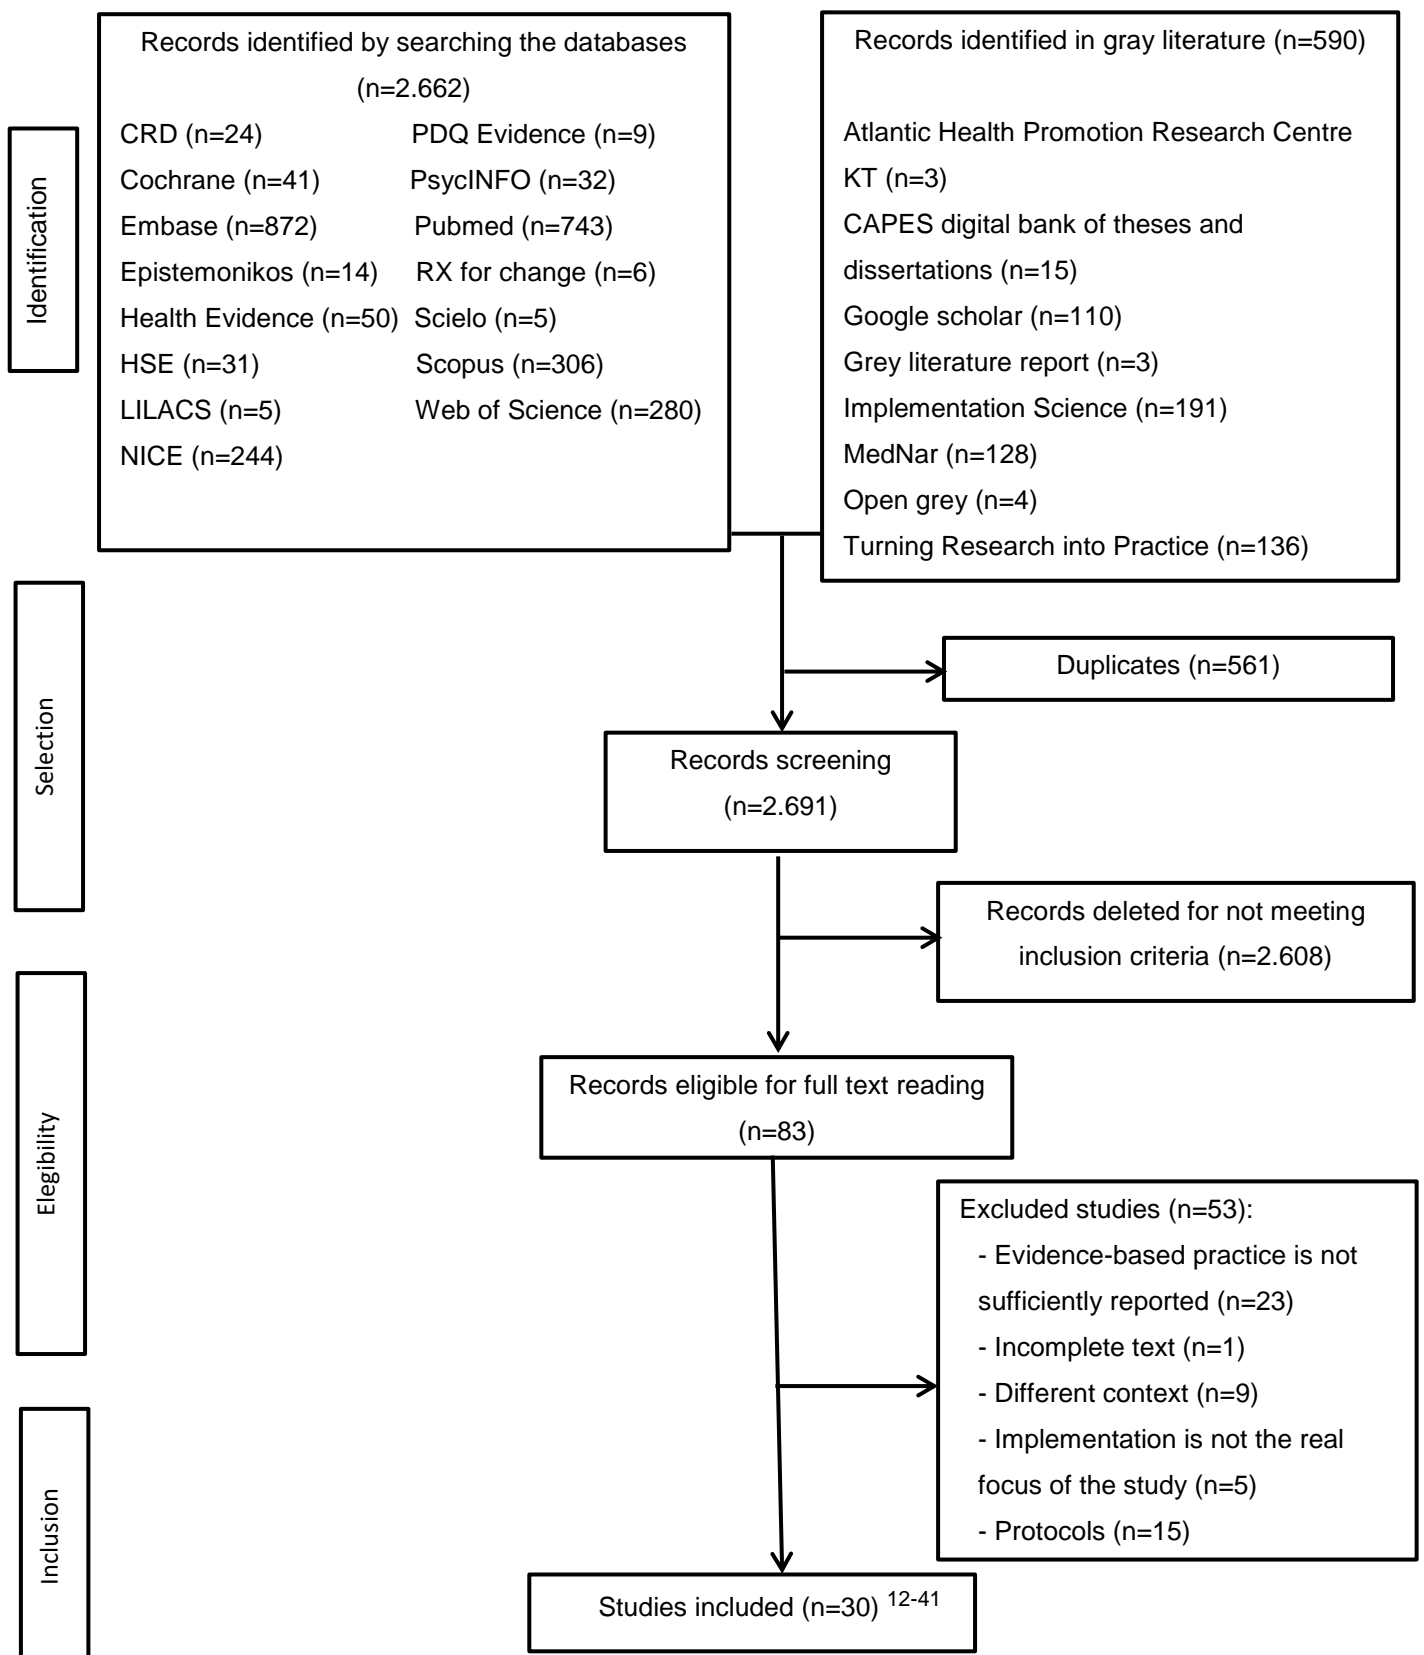 Identification
Records identified by searching the databases
(n=2.662)
CRD (n=24) PDQ Evidence (n=9)
Cochrane (n=41) PsycINFO (n=32)
Embase (n=872) Pubmed (n=743)
Epistemonikos (n=14) RX for change (n=6)
Health Evidence (n=50) Scielo (n=5)
HSE (n=31) Scopus (n=306)
LILACS (n=5) Web of Science (n=280)
NICE (n=244)
Records identified in gray literature (n=590)
Atlantic Health Promotion Research Centre
KT (n=3)
CAPES digital bank of theses and
dissertations (n=15)
Google scholar (n=110)
Grey literature report (n=3)
Implementation Science (n=191)
MedNar (n=128)
Open grey (n=4)
Turning Research into Practice (n=136)
Selection
Duplicates (n=561)
Records screening
(n=2.691)
Records deleted for not meeting
inclusion criteria (n=2.608)
Elegibility
Records eligible for full text reading
(n=83)
Excluded studies (n=53):
- Evidence-based practice is not
sufficiently reported (n=23)
- Incomplete text (n=1)
- Different context (n=9)
- Implementation is not the real
focus of the study (n=5)
- Protocols (n=15)
Inclusion
Studies included (n=30) 12-41